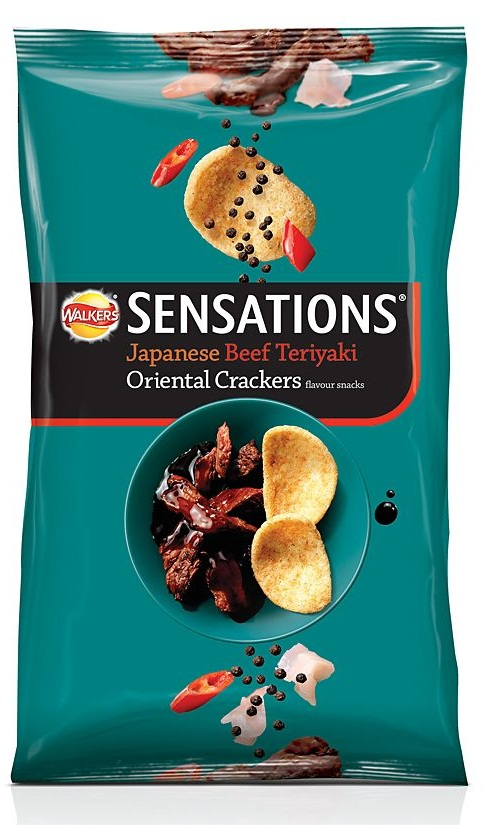 WALKERS
SENSATIONS®
Japanese Beef Teriyaki
Oriental Crackers flavour snacks